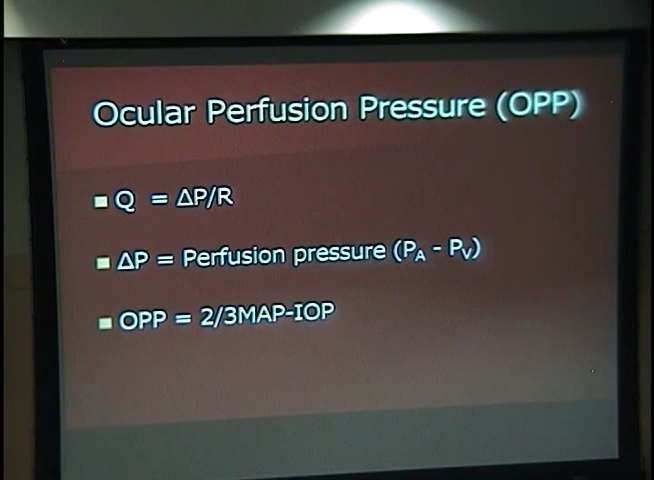 Ocular Perfusion Pressure (OPP)
Q = ΔP/R
ΔP = Perfusion pressure (PA - PV)
OPP = 2/3MAP-IOP